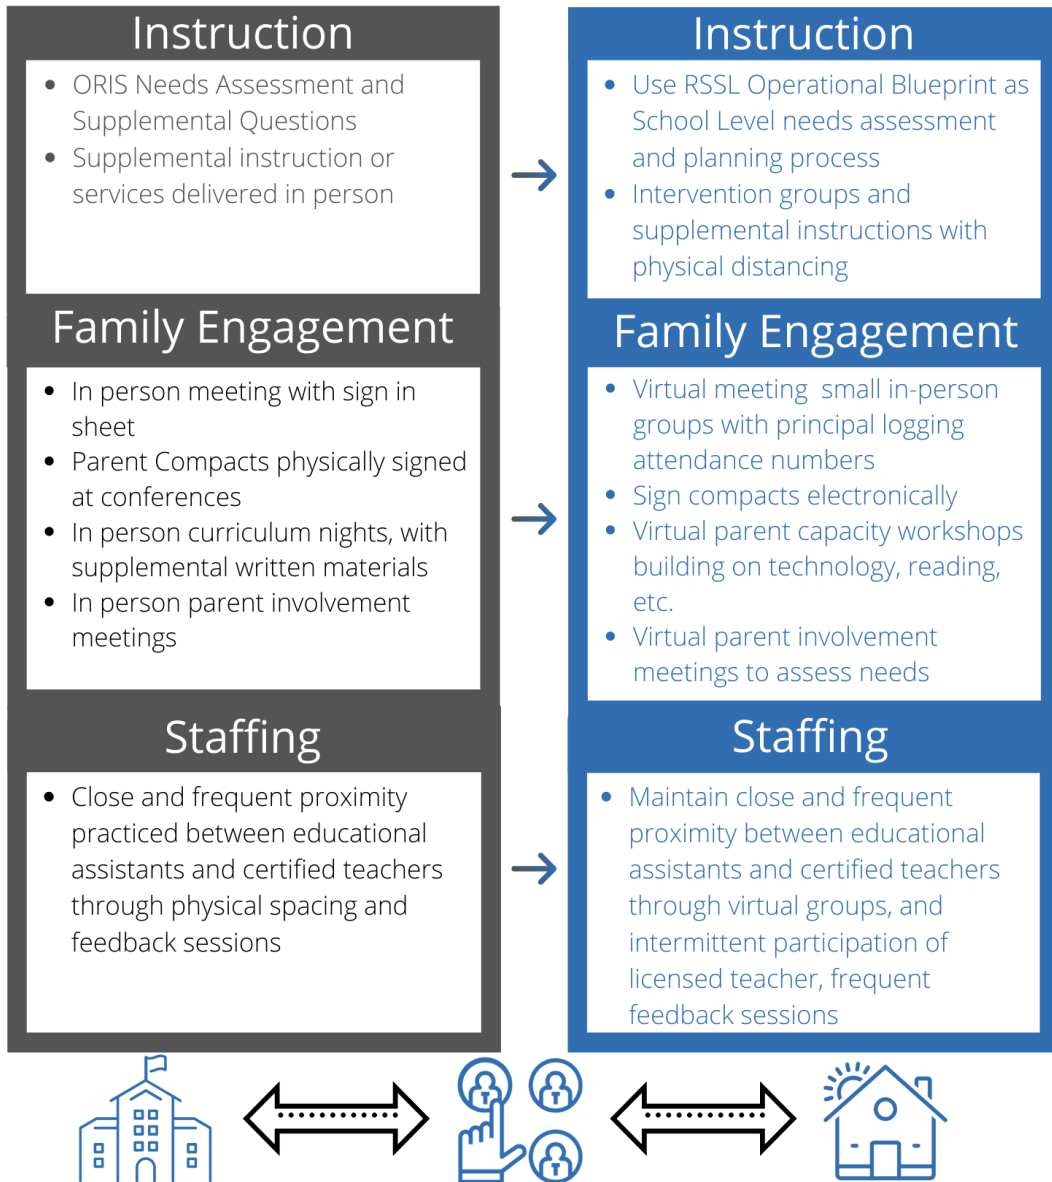 Instruction
• ORIS Needs Assessment and
Supplemental Questions
• Supplemental instruction or
services delivered in person
Family Engagement
• In person meeting with sign in
sheet
• Parent Compacts physically signed
at conferences
• In person curriculum nights, with
supplemental written materials
• In person parent involvement
meetings
Staffing
• Close and frequent proximity
practiced between educational
assistants and certified teachers
through physical spacing and
feedback sessions
Instruction
• Use RSSL Operational Blueprint as
School Level needs assessment
and planning process
• Intervention groups and
supplemental instructions with
physical distancing
Family Engagement
• Virtual meeting  small in-person
groups with principal logging
attendance numbers
• Sign compacts electronically
• Virtual parent capacity workshops
building on technology, reading,
etc.
• Virtual parent involvement
meetings to assess needs
Staffing
• Maintain close and frequent
proximity between educational
assistants and certified teachers
through virtual groups, and
intermittent participation of
licensed teacher, frequent
feedback sessions